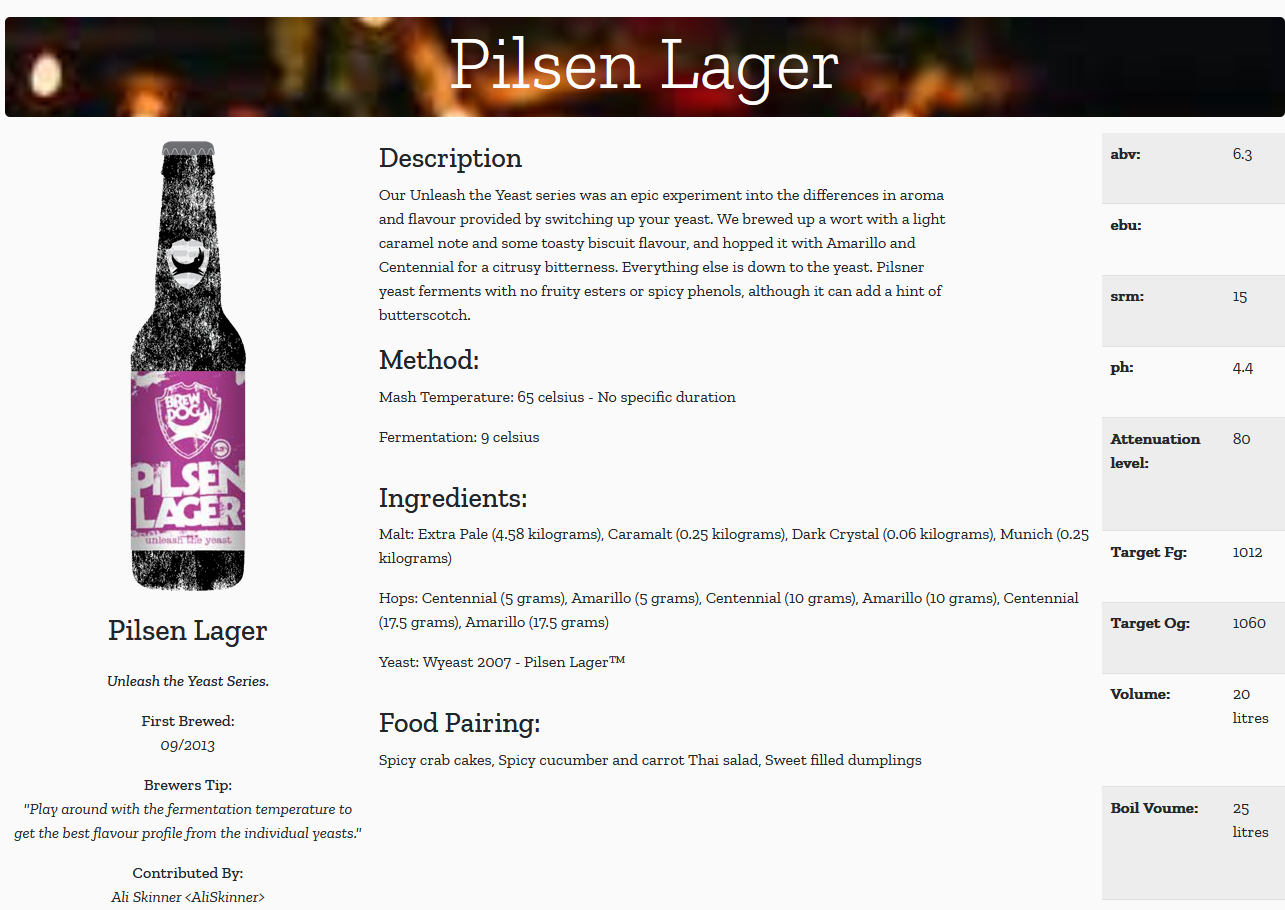 Pilsen Lager
BREW
DOG
PILSEN
LAGER
unleash the yeast
Pilsen Lager
Unleash the Yeast Series.
First Brewed:
09/2013
Brewers Tip:
"Play around with the fermentation temperature to
get the best flavour profile from the individual yeasts."
Contributed By:
Ali Skinner <AliSkinner>
Description
Our Unleash the Yeast series was an epic experiment into the differences in aroma
and flavour provided by switching up your yeast. We brewed up a wort with a light
caramel note and some toasty biscuit flavour, and hopped it with Amarillo and
Centennial for a citrusy bitterness. Everything else is down to the yeast. Pilsner
yeast ferments with no fruity esters or spicy phenols, although it can add a hint of
butterscotch.
Method:
Mash Temperature: 65 celsius - No specific duration
Fermentation: 9 celsius
Ingredients:
Malt: Extra Pale (4.58 kilograms), Caramalt (0.25 kilograms), Dark Crystal (0.06 kilograms), Munich (0.25
kilograms)
Hops: Centennial (5 grams), Amarillo (5 grams), Centennial (10 grams), Amarillo (10 grams), Centennial
(17.5 grams), Amarillo (17.5 grams)
Yeast: Wyeast 2007 - Pilsen Lager™
Food Pairing:
Spicy crab cakes, Spicy cucumber and carrot Thai salad, Sweet filled dumplings
abv: 6.3
ebu:
srm: 15
ph: 4.4
Attenuation 80
level:
Target Fg: 1012
Target Og: 1060
Volume: 20
litres
Boil Voume: 25
litres